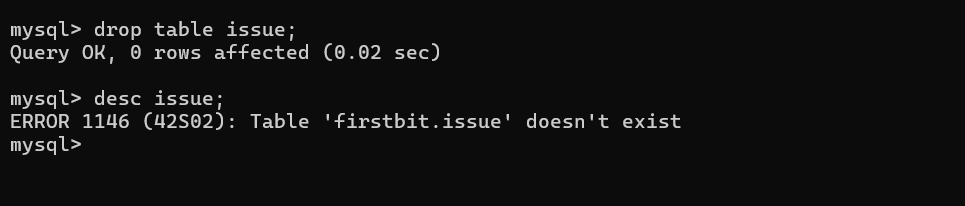 mysql> drop table issue;
Query OK, 0 rows affected (0.02 sec)
mysql> desc issue;
ERROR 1146 (42S02): Table 'firstbit.issue' doesn't exist
mysql>